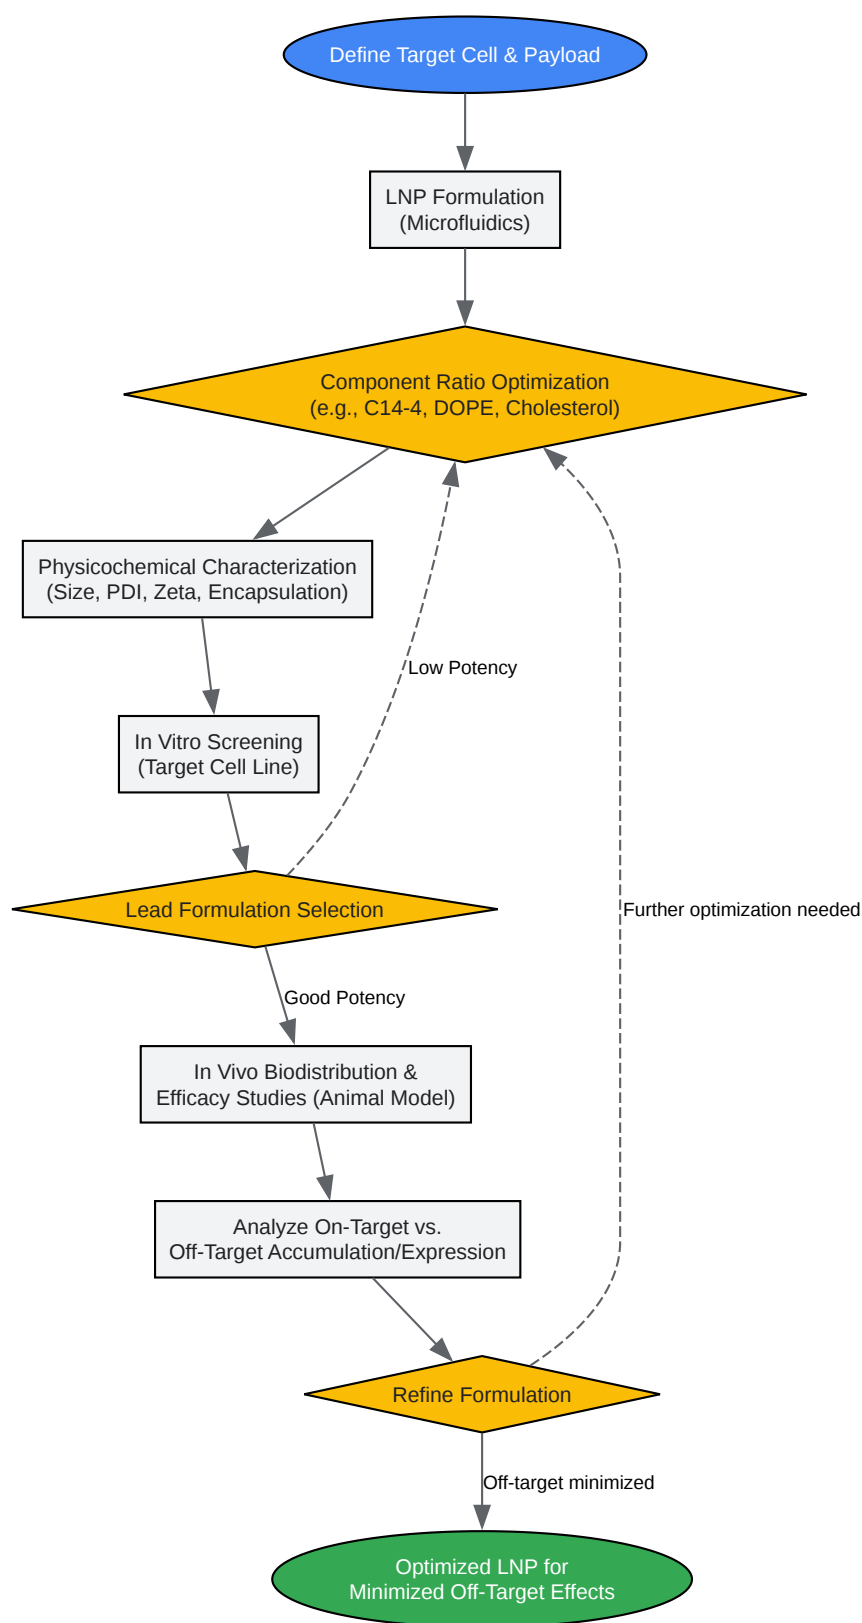 Define Target Cell & Payload
LNP Formulation
(Microfluidics)
Component Ratio Optimization
(e.g., C14-4, DOPE, Cholesterol)
Physicochemical Characterization
(Size, PDI, Zeta, Encapsulation)
Low Potency
In Vitro Screening
(Target Cell Line)
Lead Formulation Selection
Further optimization needed
Good Potency
In Vivo Biodistribution &
Efficacy Studies (Animal Model)
Analyze On-Target vs.
Off-Target Accumulation/Expression
Refine Formulation
Off-target minimized
Optimized LNP for
Minimized Off-Target Effects